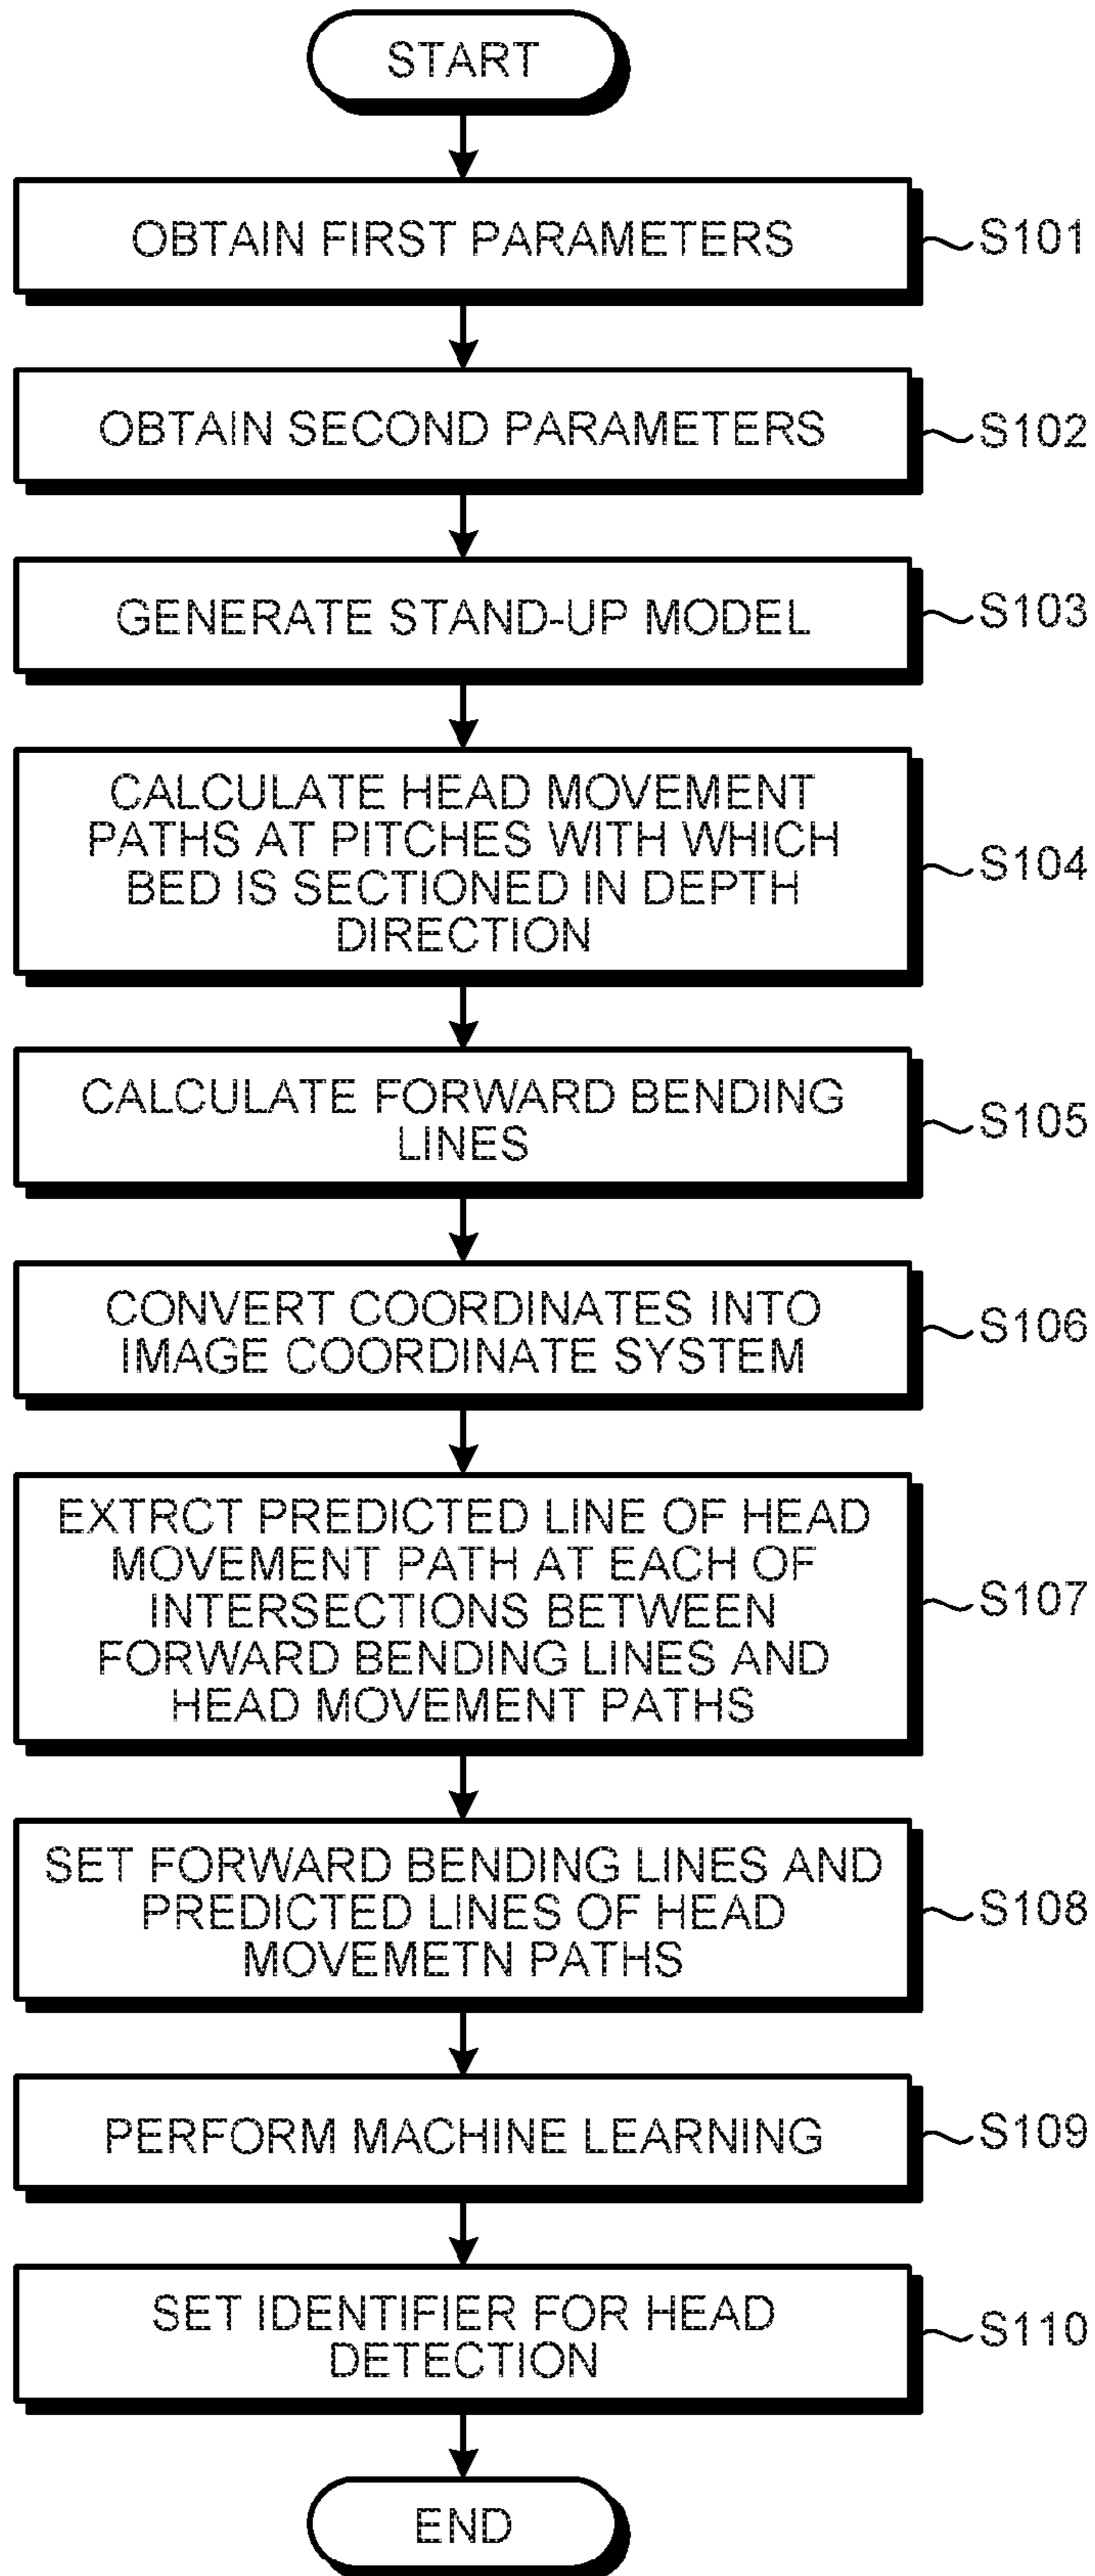 START
OBTAIN FIRST PARAMETERS
S101
OBTAIN SECOND PARAMETERS
S102
GENERATE STAND-UP MODEL
S103
CALCULATE HEAD MOVEMENT
PATHS AT PITCHES WITH WHICH
BED IS SECTIONED IN DEPTH
DIRECTION
S104
CALCULATE FORWARD BENDING
LINES
S105
CONVERT COORDINATES INTO
IMAGE COORDINATE SYSTEM
S106
EXTRCT PREDICTED LINE OF HEAD
MOVEMENT PATH AT EACH OF
INTERSECTIONS BETWEEN
FORWARD BENDING LINES AND
HEAD MOVEMENT PATHS
S107
SET FORWARD BENDING LINES AND
PREDICTED LINES OF HEAD
MOVEMETN PATHS
S108
PERFORM MACHINE LEARNING
S109
SET IDENTIFIER FOR HEAD
DETECTION
S110
END